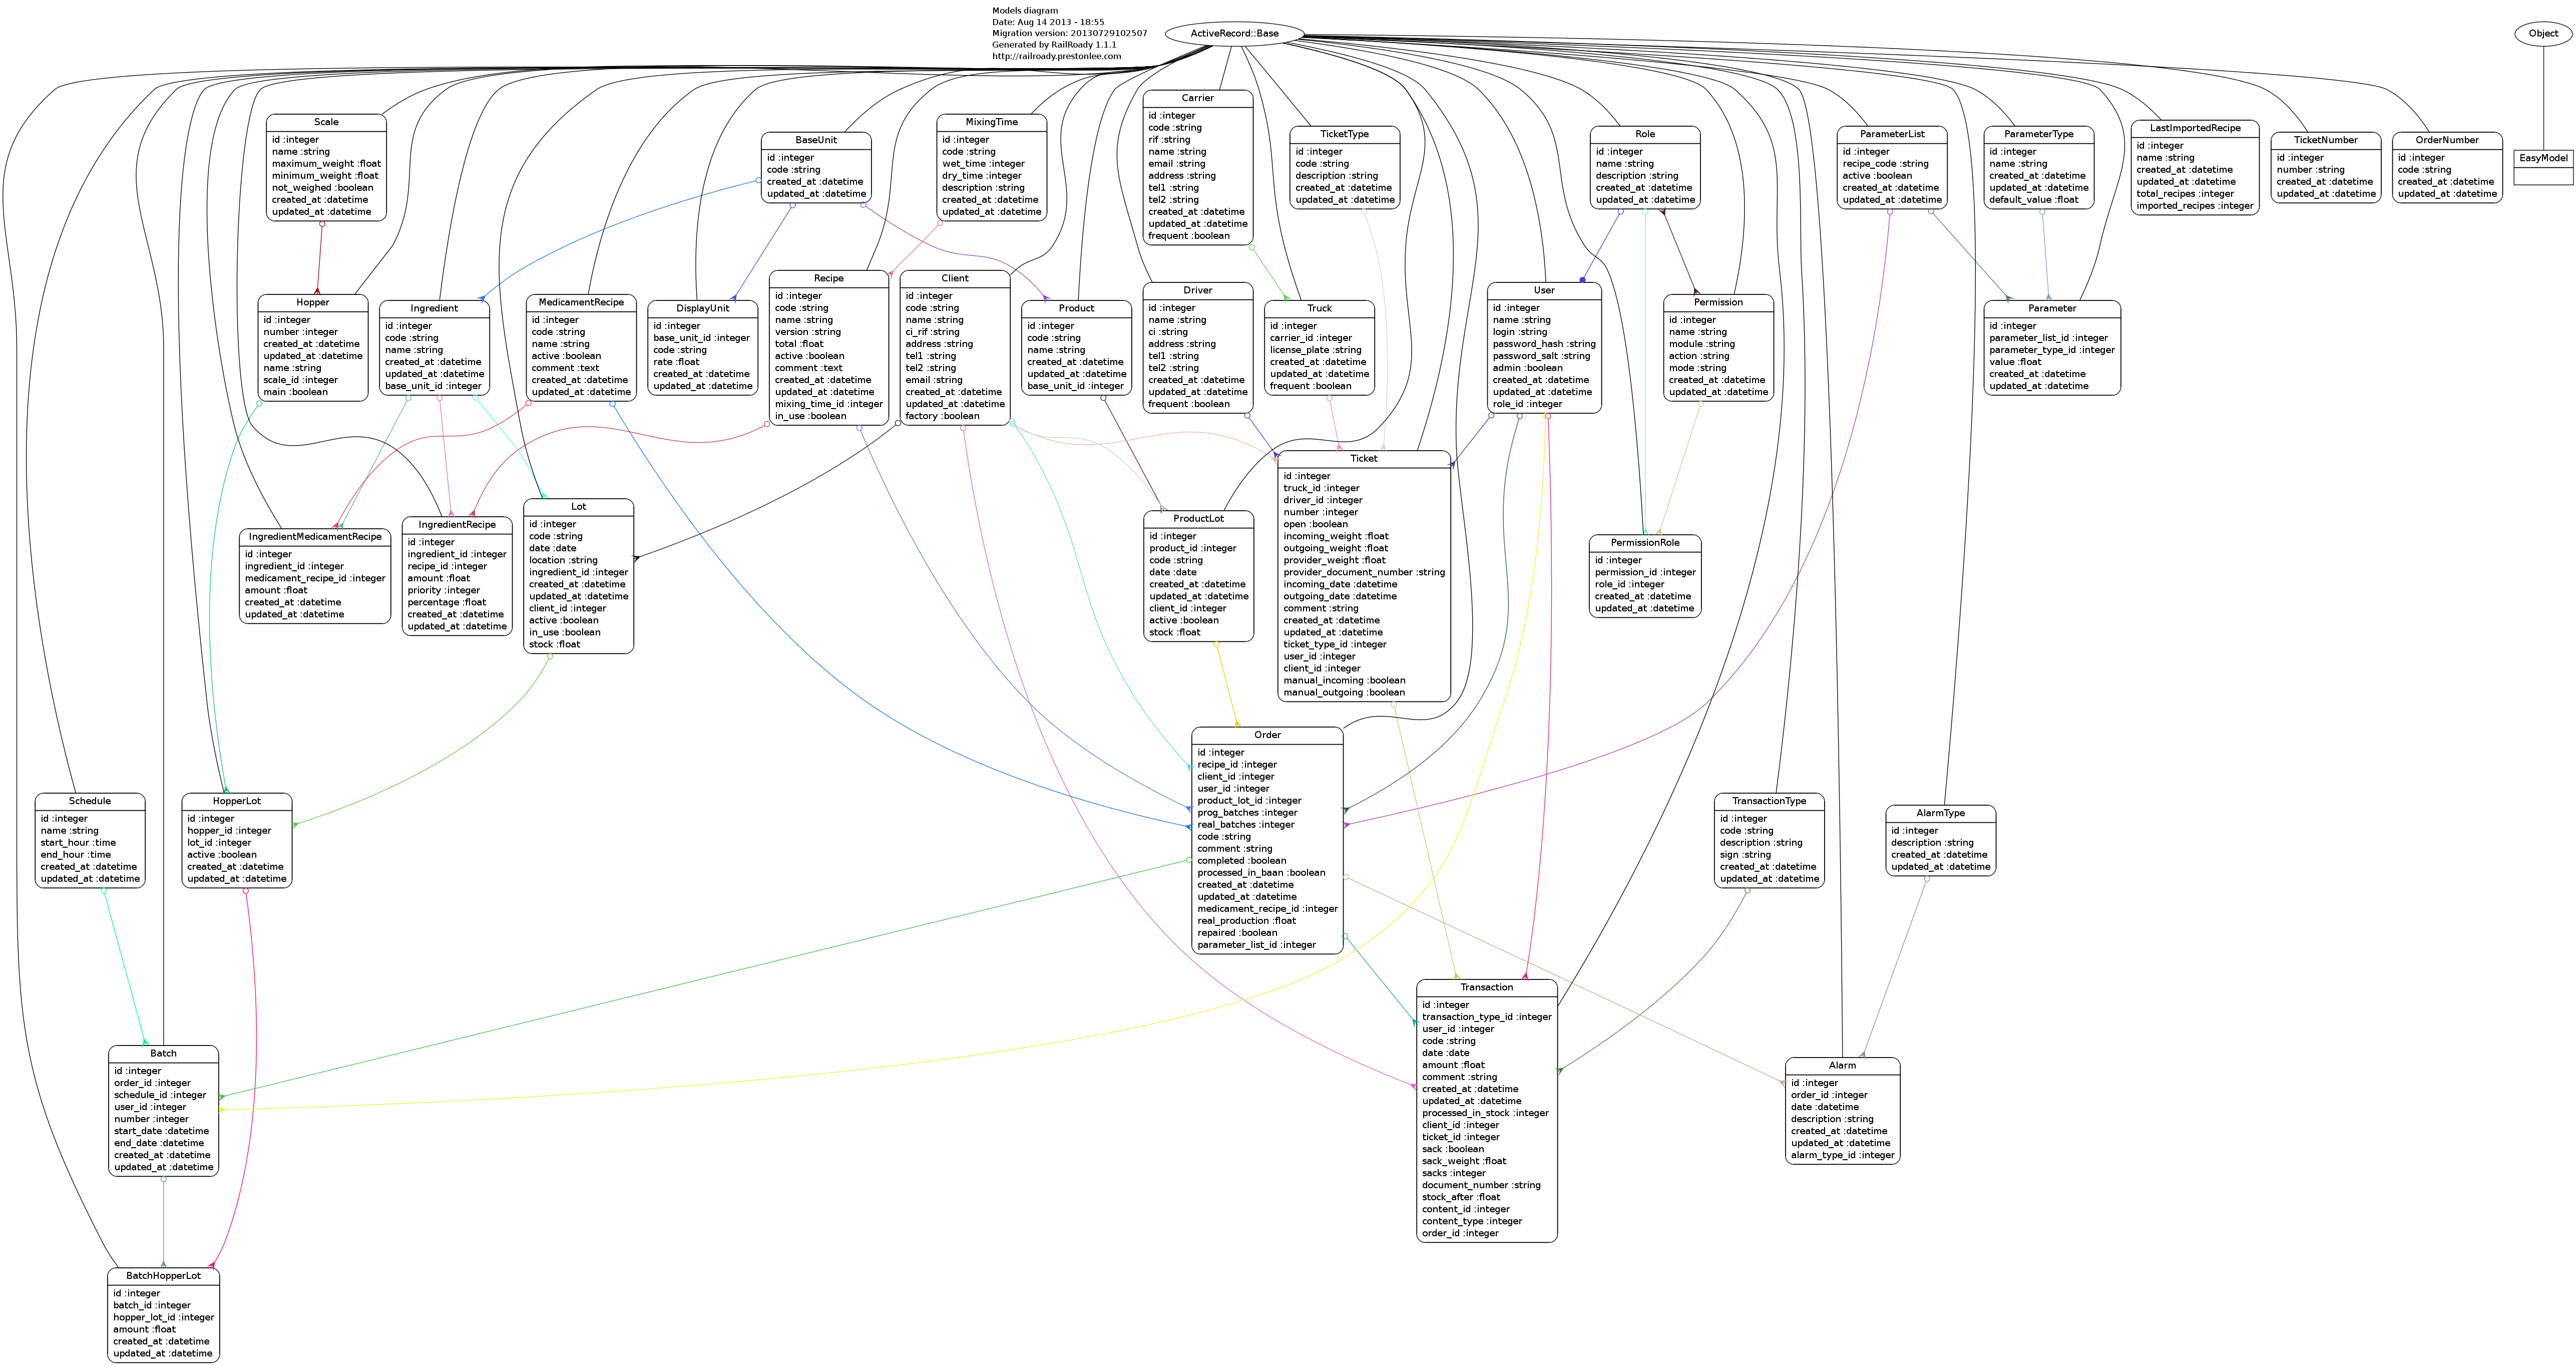 Models diagram
Date: Aug 14 2013 - 18:55
Migration version: 20130729102507
Generated by RailRoady 1.1.1
http://railroady.prestonlee.com
ActiveRecord::Base
Object
EasyModel
Carrier
id :integer
code :string
rif :string
name :string
email :string
address :string
tel1 :string
tel2 :string
created_at :datetime
updated_at :datetime
frequent :boolean
Scale
id :integer
name :string
maximum_weight :float
minimum_weight :float
not_weighed :boolean
created_at :datetime
updated_at :datetime
BaseUnit
id :integer
code :string
created_at :datetime
updated_at :datetime
MixingTime
id :integer
code :string
wet_time :integer
dry_time :integer
description :string
created_at :datetime
updated_at :datetime
TicketType
id :integer
code :string
description :string
created_at :datetime
updated_at :datetime
Role
id :integer
name :string
description :string
created_at :datetime
updated_at :datetime
ParameterList
id :integer
recipe_code :string
active :boolean
created_at :datetime
updated_at :datetime
ParameterType
id :integer
name :string
created_at :datetime
updated_at :datetime
default_value :float
LastImportedRecipe
id :integer
name :string
created_at :datetime
updated_at :datetime
total_recipes :integer
imported_recipes :integer
TicketNumber
id :integer
number :string
created_at :datetime
updated_at :datetime
OrderNumber
id :integer
code :string
created_at :datetime
updated_at :datetime
Hopper
id :integer
number :integer
created_at :datetime
updated_at :datetime
name :string
scale_id :integer
main :boolean
Ingredient
id :integer
code :string
name :string
created_at :datetime
updated_at :datetime
base_unit_id :integer
MedicamentRecipe
id :integer
code :string
name :string
active :boolean
comment :text
created_at :datetime
updated_at :datetime
DisplayUnit
id :integer
base_unit_id :integer
code :string
rate :float
created_at :datetime
updated_at :datetime
Recipe
id :integer
code :string
name :string
version :string
total :float
active :boolean
comment :text
created_at :datetime
updated_at :datetime
mixing_time_id :integer
in_use :boolean
Client
id :integer
code :string
name :string
ci_rif :string
address :string
tel1 :string
tel2 :string
email :string
created_at :datetime
updated_at :datetime
factory :boolean
Product
id :integer
code :string
name :string
created_at :datetime
updated_at :datetime
base_unit_id :integer
Driver
id :integer
name :string
ci :string
address :string
tel1 :string
tel2 :string
created_at :datetime
updated_at :datetime
frequent :boolean
Truck
id :integer
carrier_id :integer
license_plate :string
created_at :datetime
updated_at :datetime
frequent :boolean
User
id :integer
name :string
login :string
password_hash :string
password_salt :string
admin :boolean
created_at :datetime
updated_at :datetime
role_id :integer
Permission
id :integer
name :string
module :string
action :string
mode :string
created_at :datetime
updated_at :datetime
Parameter
id :integer
parameter_list_id :integer
parameter_type_id :integer
value :float
created_at :datetime
updated_at :datetime
IngredientMedicamentRecipe
id :integer
ingredient_id :integer
medicament_recipe_id :integer
amount :float
created_at :datetime
updated_at :datetime
IngredientRecipe
id :integer
ingredient_id :integer
recipe_id :integer
amount :float
priority :integer
percentage :float
created_at :datetime
updated_at :datetime
Lot
id :integer
code :string
date :date
location :string
ingredient_id :integer
created_at :datetime
updated_at :datetime
client_id :integer
active :boolean
in_use :boolean
stock :float
ProductLot
id :integer
product_id :integer
code :string
date :date
created_at :datetime
updated_at :datetime
client_id :integer
active :boolean
stock :float
Ticket
id :integer
truck_id :integer
driver_id :integer
number :integer
open :boolean
incoming_weight :float
outgoing_weight :float
provider_weight :float
provider_document_number :string
incoming_date :datetime
outgoing_date :datetime
comment :string
created_at :datetime
updated_at :datetime
ticket_type_id :integer
user_id :integer
client_id :integer
manual_incoming :boolean
manual_outgoing :boolean
PermissionRole
id :integer
permission_id :integer
role_id :integer
created_at :datetime
updated_at :datetime
Schedule
id :integer
name :string
start_hour :time
end_hour :time
created_at :datetime
updated_at :datetime
HopperLot
id :integer
hopper_id :integer
lot_id :integer
active :boolean
created_at :datetime
updated_at :datetime
Order
id :integer
recipe_id :integer
client_id :integer
user_id :integer
product_lot_id :integer
prog_batches :integer
real_batches :integer
code :string
comment :string
completed :boolean
processed_in_baan :boolean
created_at :datetime
updated_at :datetime
medicament_recipe_id :integer
real_production :float
repaired :boolean
parameter_list_id :integer
TransactionType
id :integer
code :string
description :string
sign :string
created_at :datetime
updated_at :datetime
AlarmType
id :integer
description :string
created_at :datetime
updated_at :datetime
Batch
id :integer
order_id :integer
schedule_id :integer
user_id :integer
number :integer
start_date :datetime
end_date :datetime
created_at :datetime
updated_at :datetime
Transaction
id :integer
transaction_type_id :integer
user_id :integer
code :string
date :date
amount :float
comment :string
created_at :datetime
updated_at :datetime
processed_in_stock :integer
client_id :integer
ticket_id :integer
sack :boolean
sack_weight :float
sacks :integer
document_number :string
stock_after :float
content_id :integer
content_type :integer
order_id :integer
Alarm
id :integer
order_id :integer
date :datetime
description :string
created_at :datetime
updated_at :datetime
alarm_type_id :integer
BatchHopperLot
id :integer
batch_id :integer
hopper_lot_id :integer
amount :float
created_at :datetime
updated_at :datetime